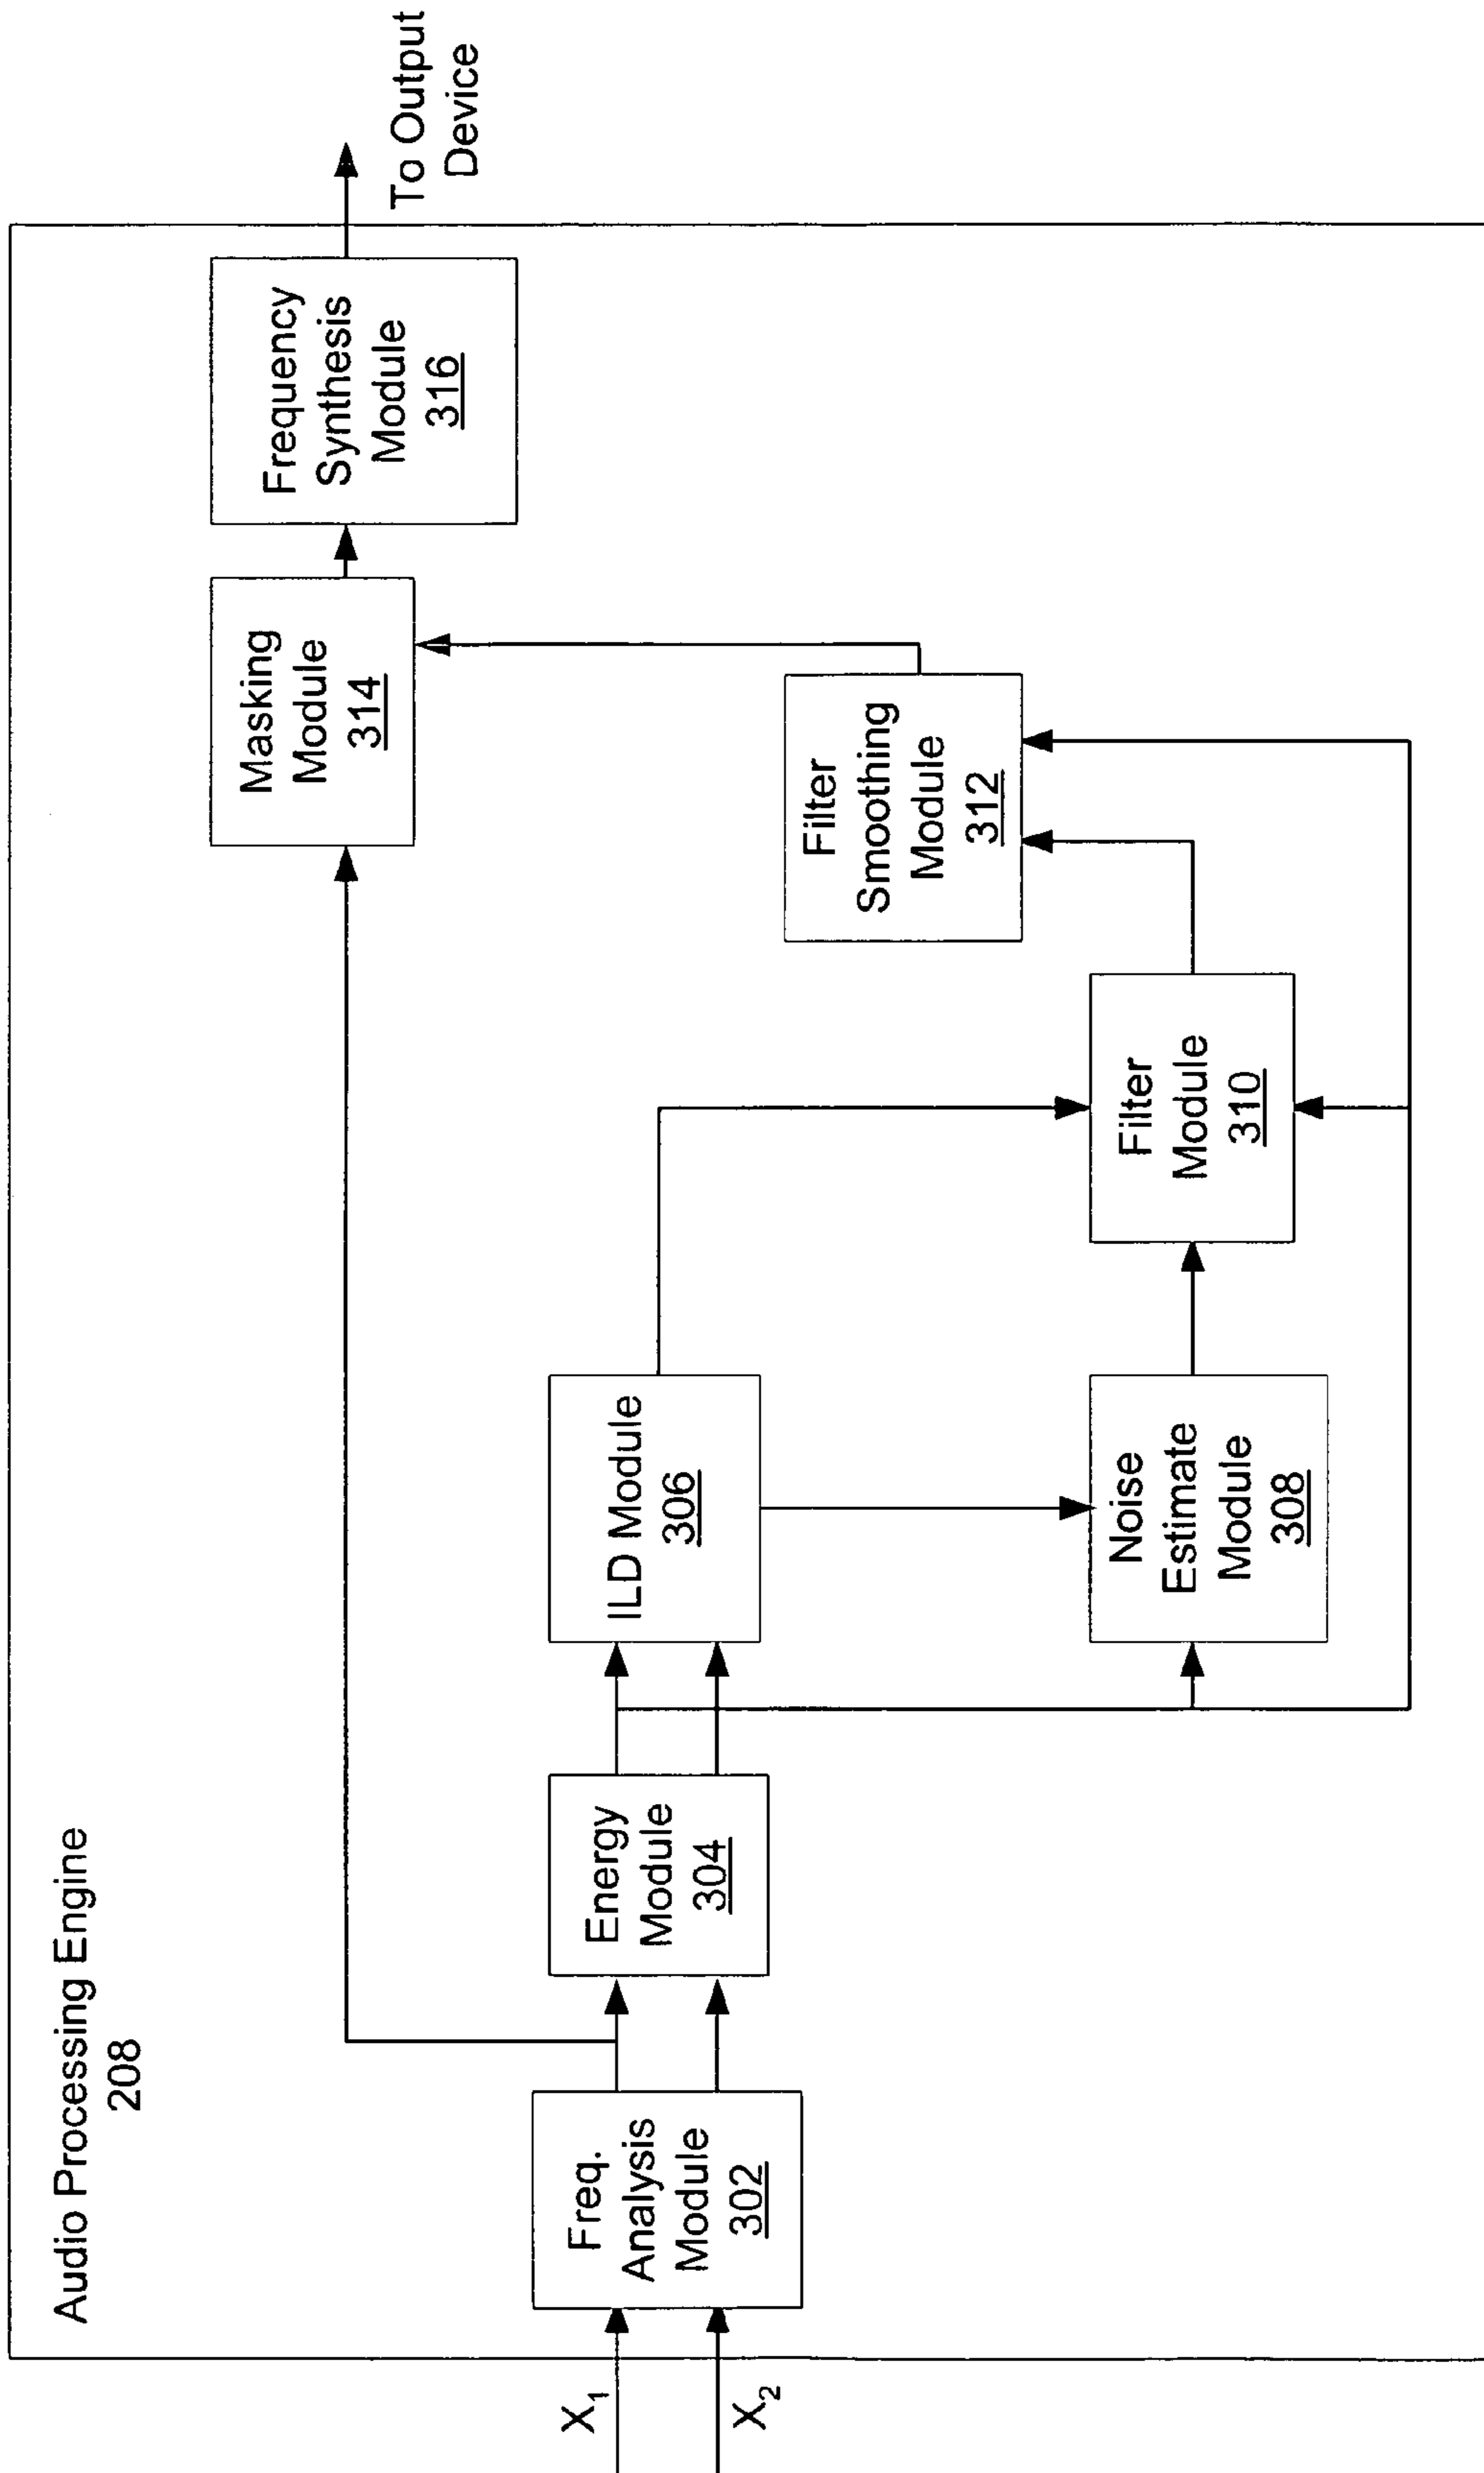 Audio Processing Engine
208
X1
X2
Freq.
Analysis
Module
302
Energy
Module
304
ILD Module
306
Noise
Estimate
Module
308
Filter
Module
310
Filter
Smoothing
Module
312
Masking
Module
314
Frequency
Synthesis
Module
316
To Output
Device